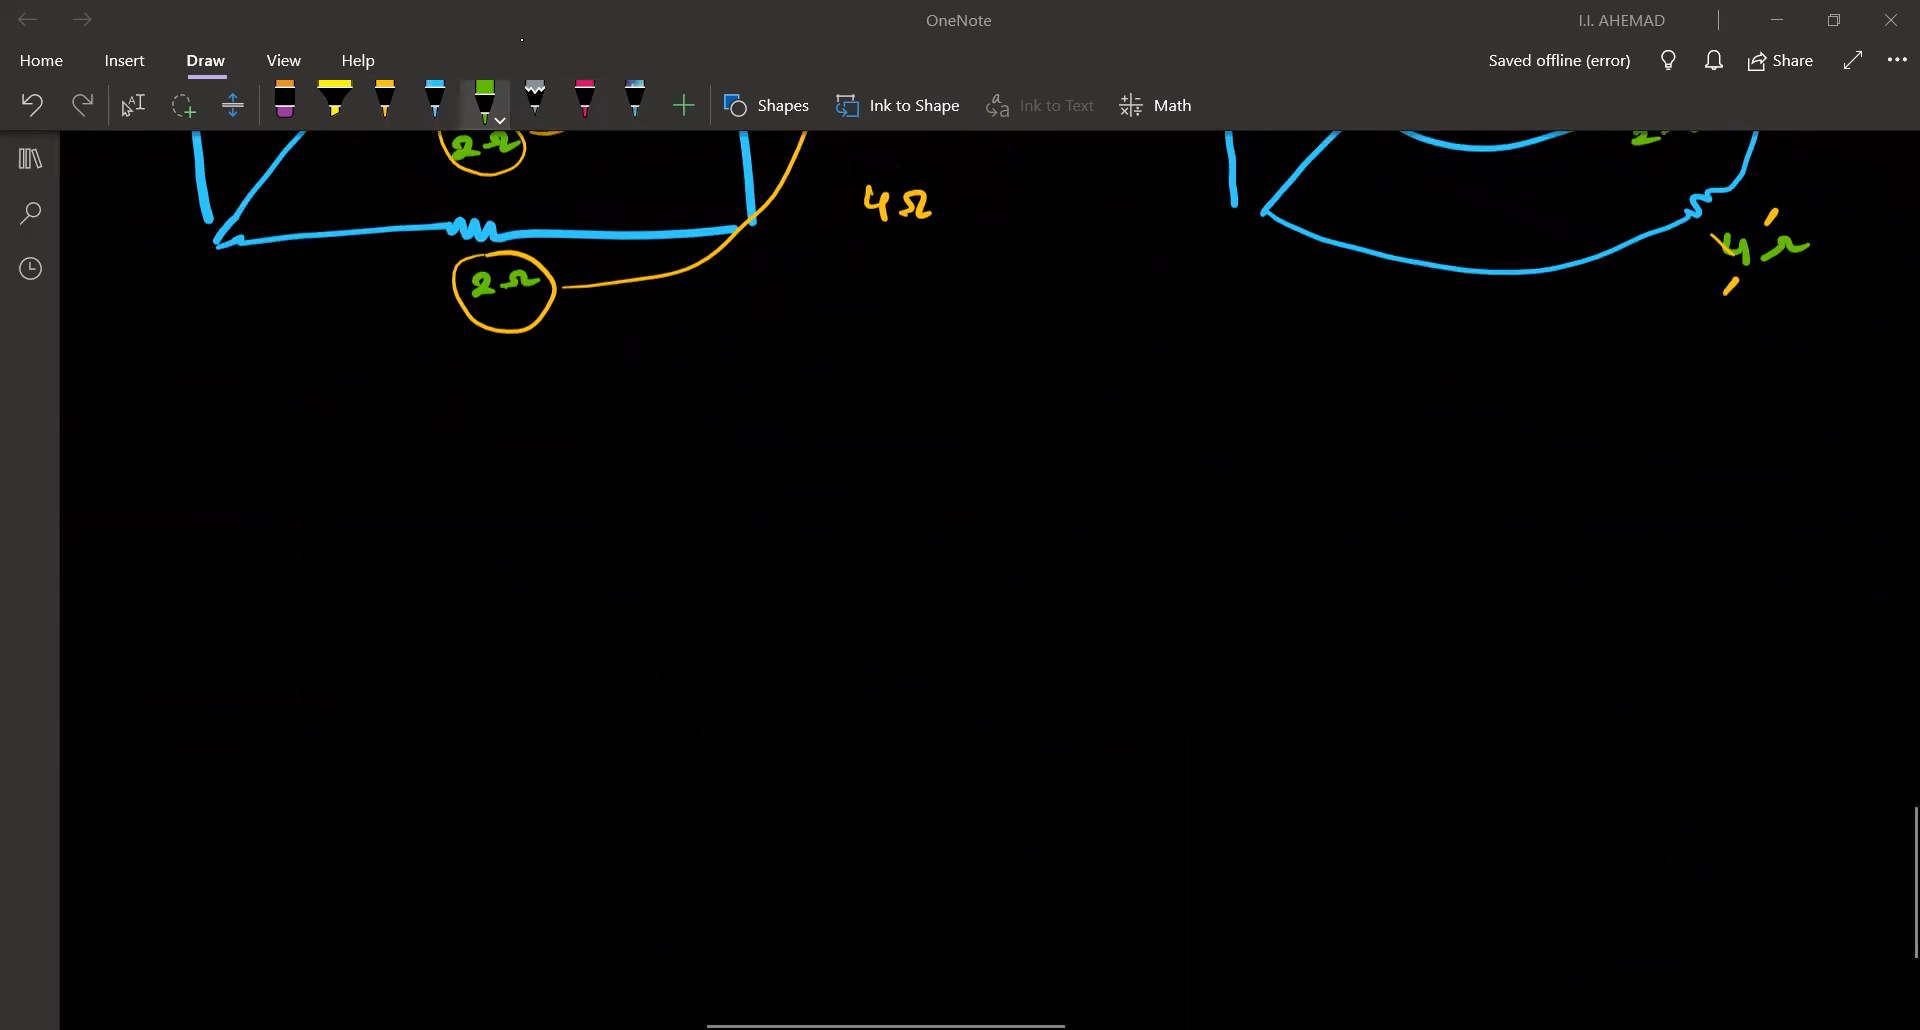 OneNote
I.I. AHEMAD
Home Insert Draw View Help
Saved offline (error) Share
Shapes Ink to Shape Ink to Text Math
2Ω
4Ω
4Ω
2Ω